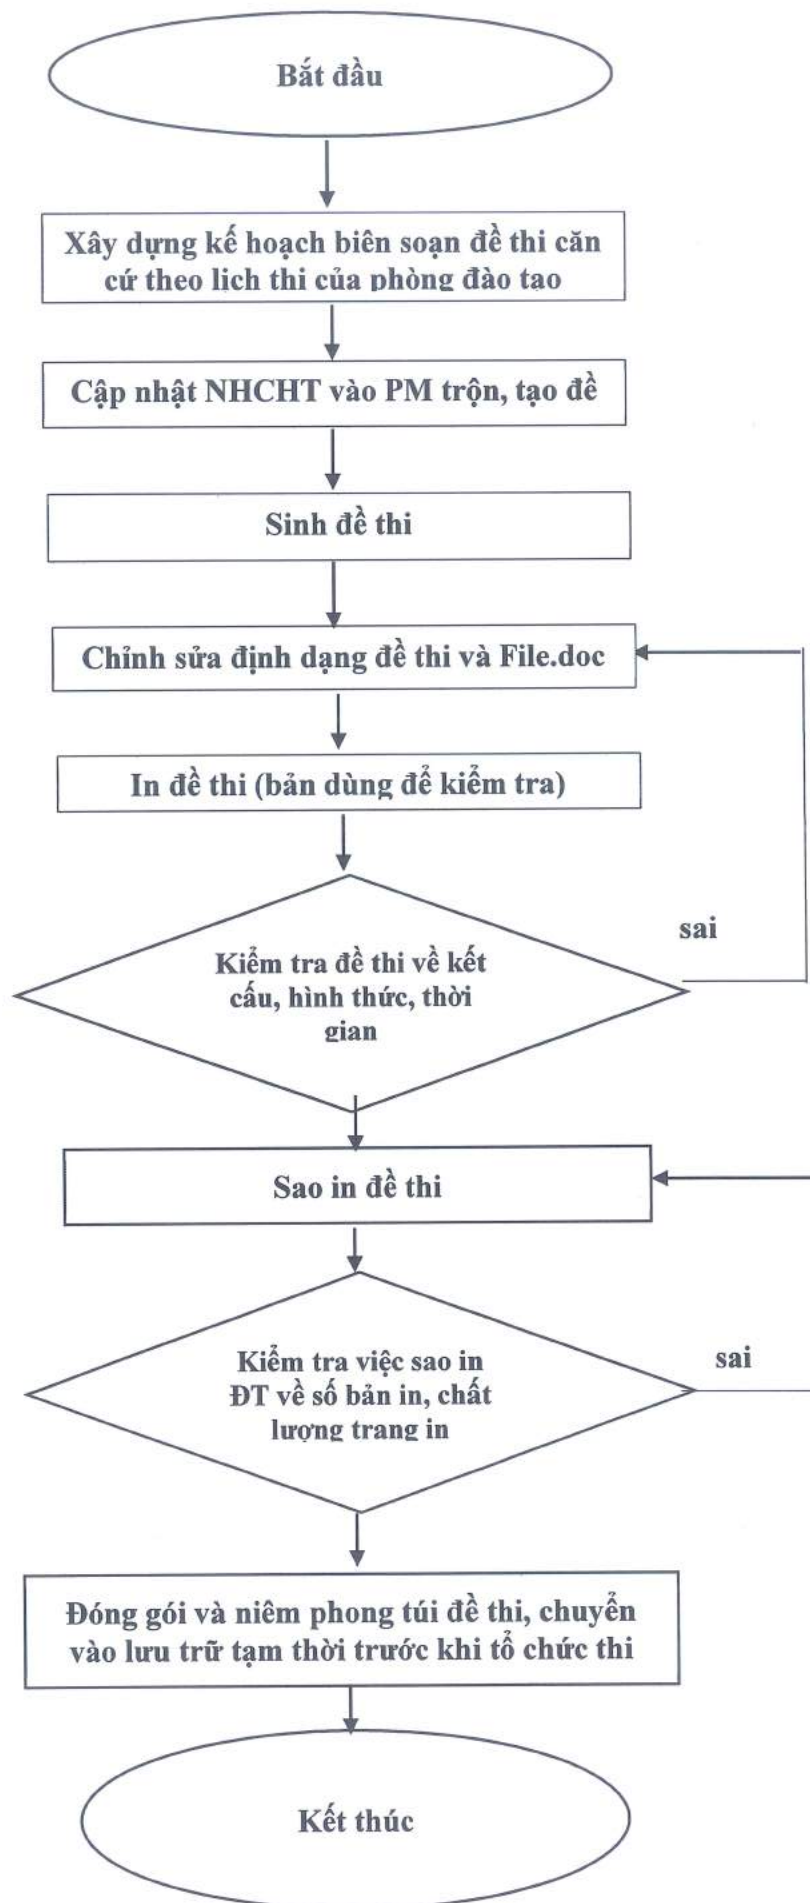 Bắt đầu
Xây dựng kế hoạch biên soạn đề thi căn
cứ theo lịch thi của phòng đào tạo
Cập nhật NHCHT vào PM trộn, tạo đề
Sinh đề thi
Chỉnh sửa định dạng đề thi và File.doc
In đề thi (bản dùng để kiểm tra)
sai
Kiểm tra đề thi về kết
cấu, hình thức, thời
gian
Sao in đề thi
Kiểm tra việc sao in
ĐT về số bản in, chất
lượng trang in
sai
Đóng gói và niêm phong túi đề thi, chuyển
vào lưu trữ tạm thời trước khi tổ chức thi
Kết thúc